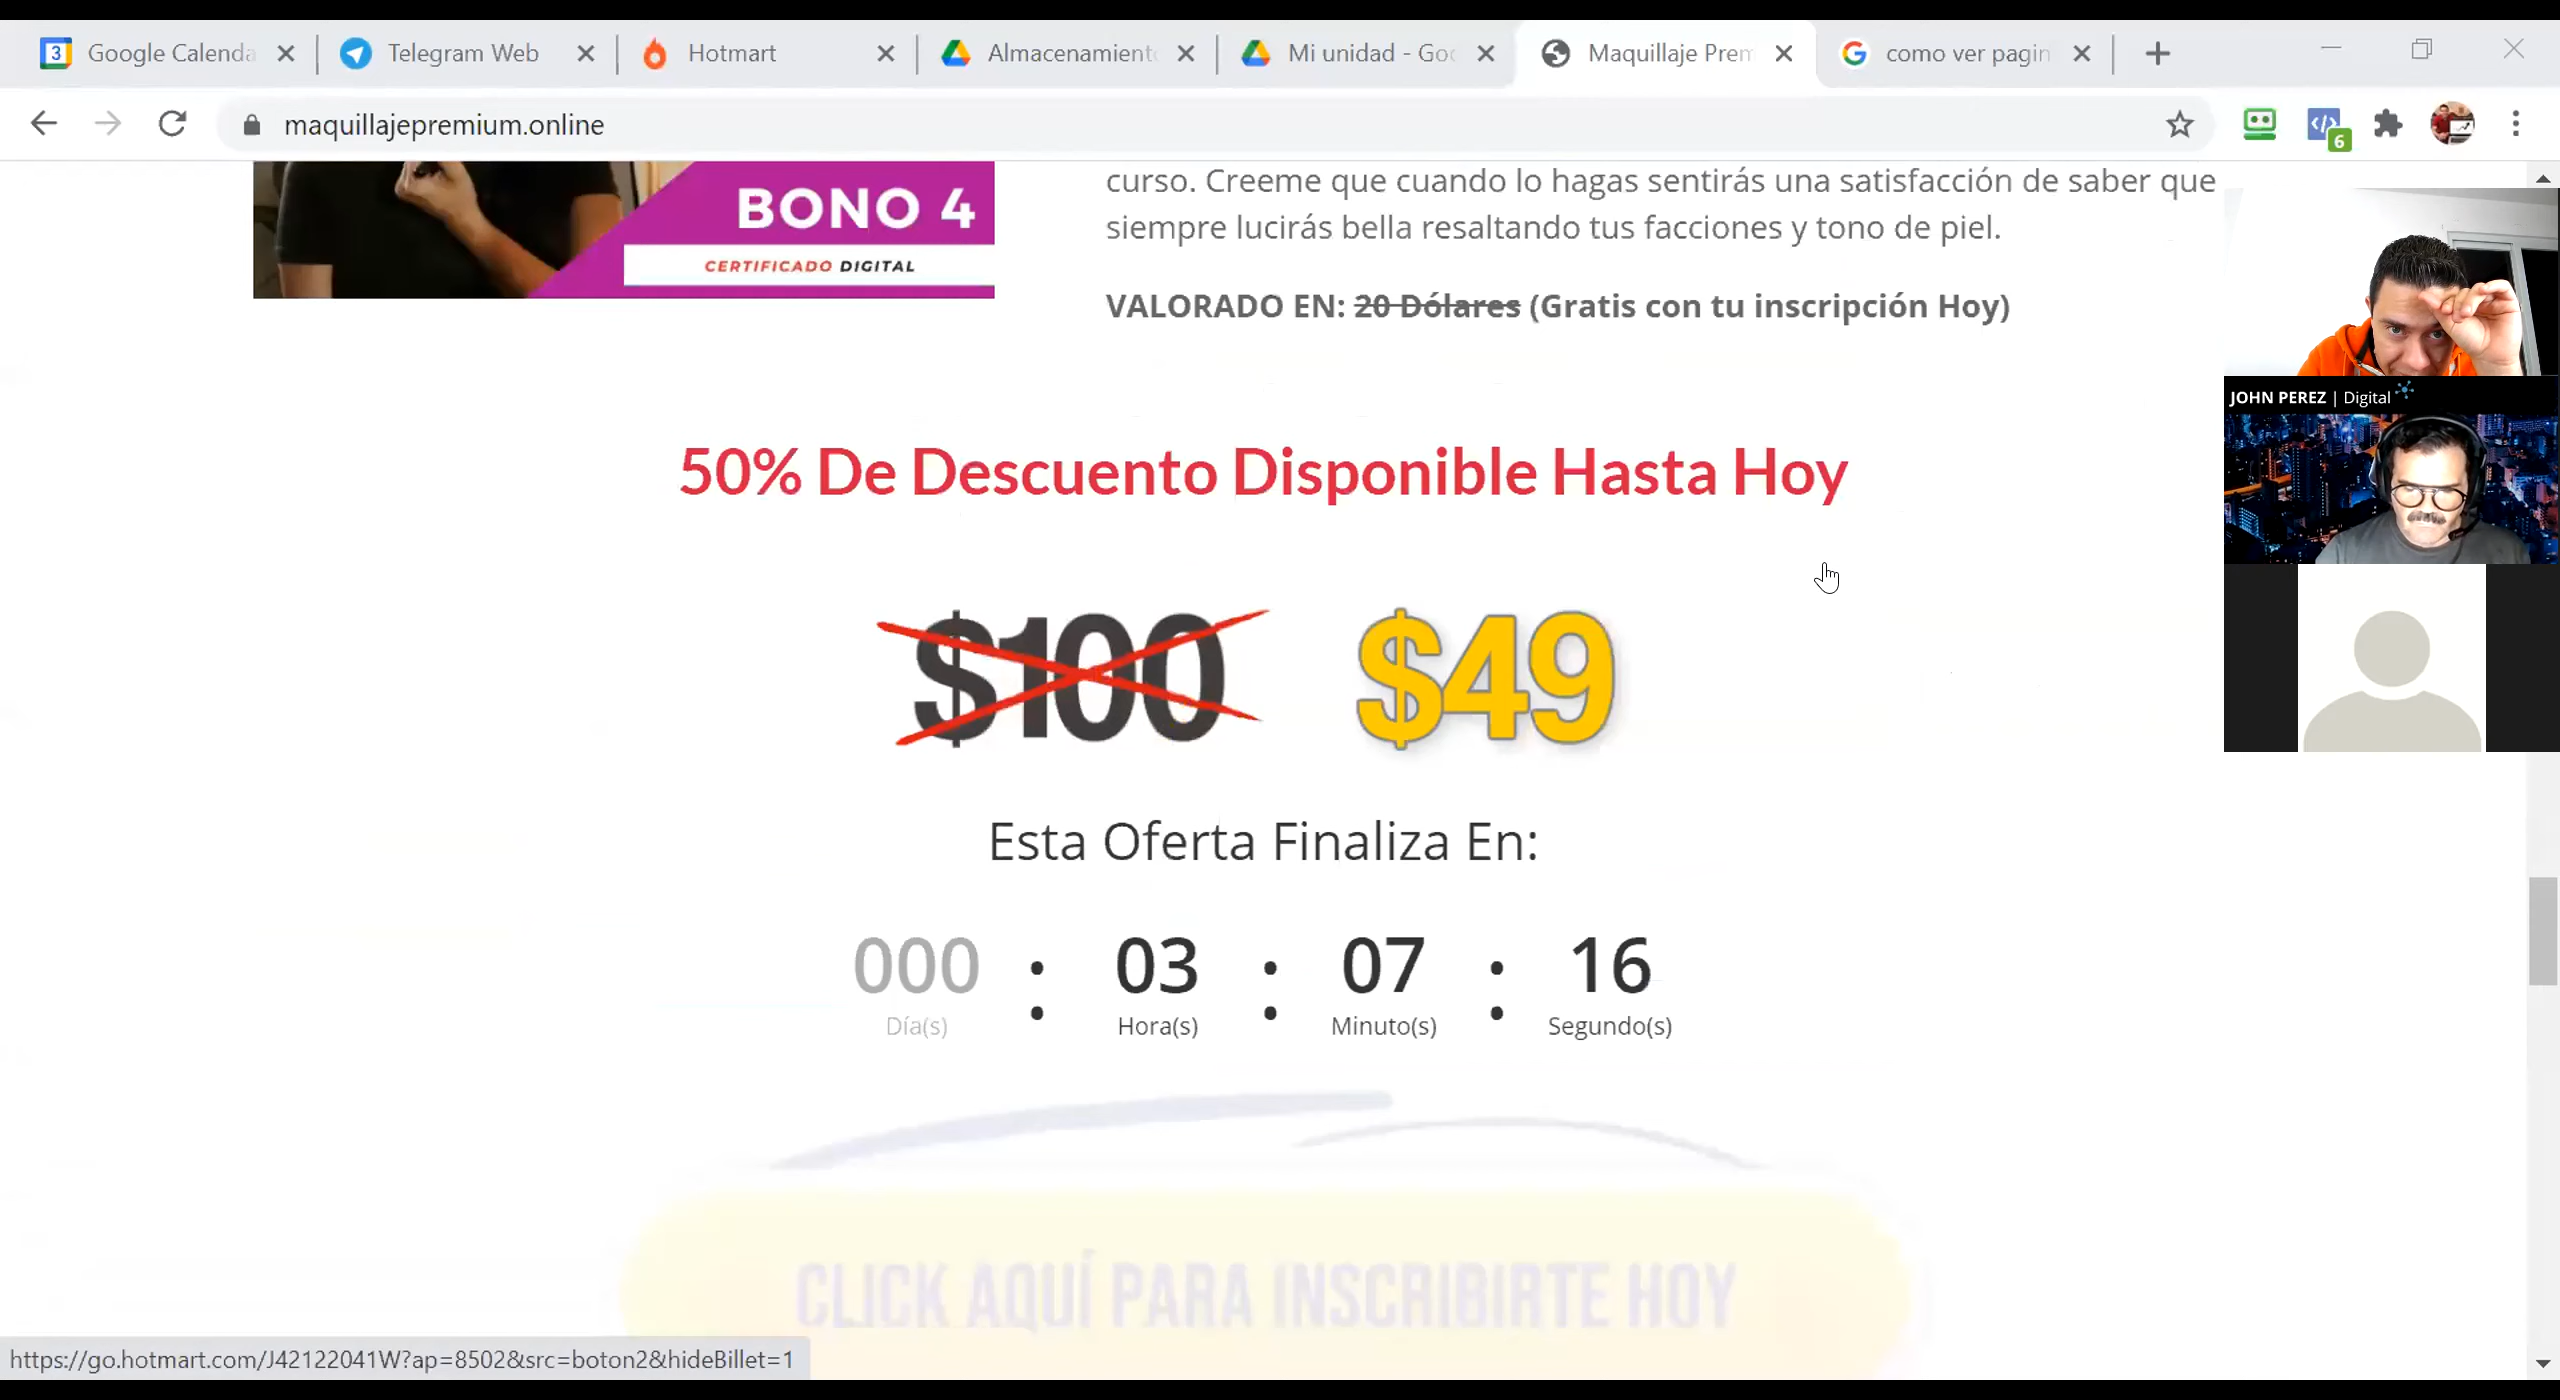 3 Google Calenda
Telegram Web
Hotmart
Almacenamient
Mi unidad - Goo
Maquillaje Prem
como ver pagin
maquillajepremium.online
6
BONO 4
CERTIFICADO DIGITAL
curso. Creeme que cuando lo hagas sentirás una satisfacción de saber que
siempre lucirás bella resaltando tus facciones y tono de piel.
VALORADO EN: 20 Dólares (Gratis con tu inscripción Hoy)
JOHN PEREZ | Digital
50% De Descuento Disponible Hasta Hoy
$100 $49
Esta Oferta Finaliza En:
000 : 03 : 07 : 16
Día(s) Hora(s) Minuto(s) Segundo(s)
CLICK AQUÍ PARA INSCRIBIRTE HOY
https://go.hotmart.com/J42122041W?ap=8502&src=boton2&hideBillet=1